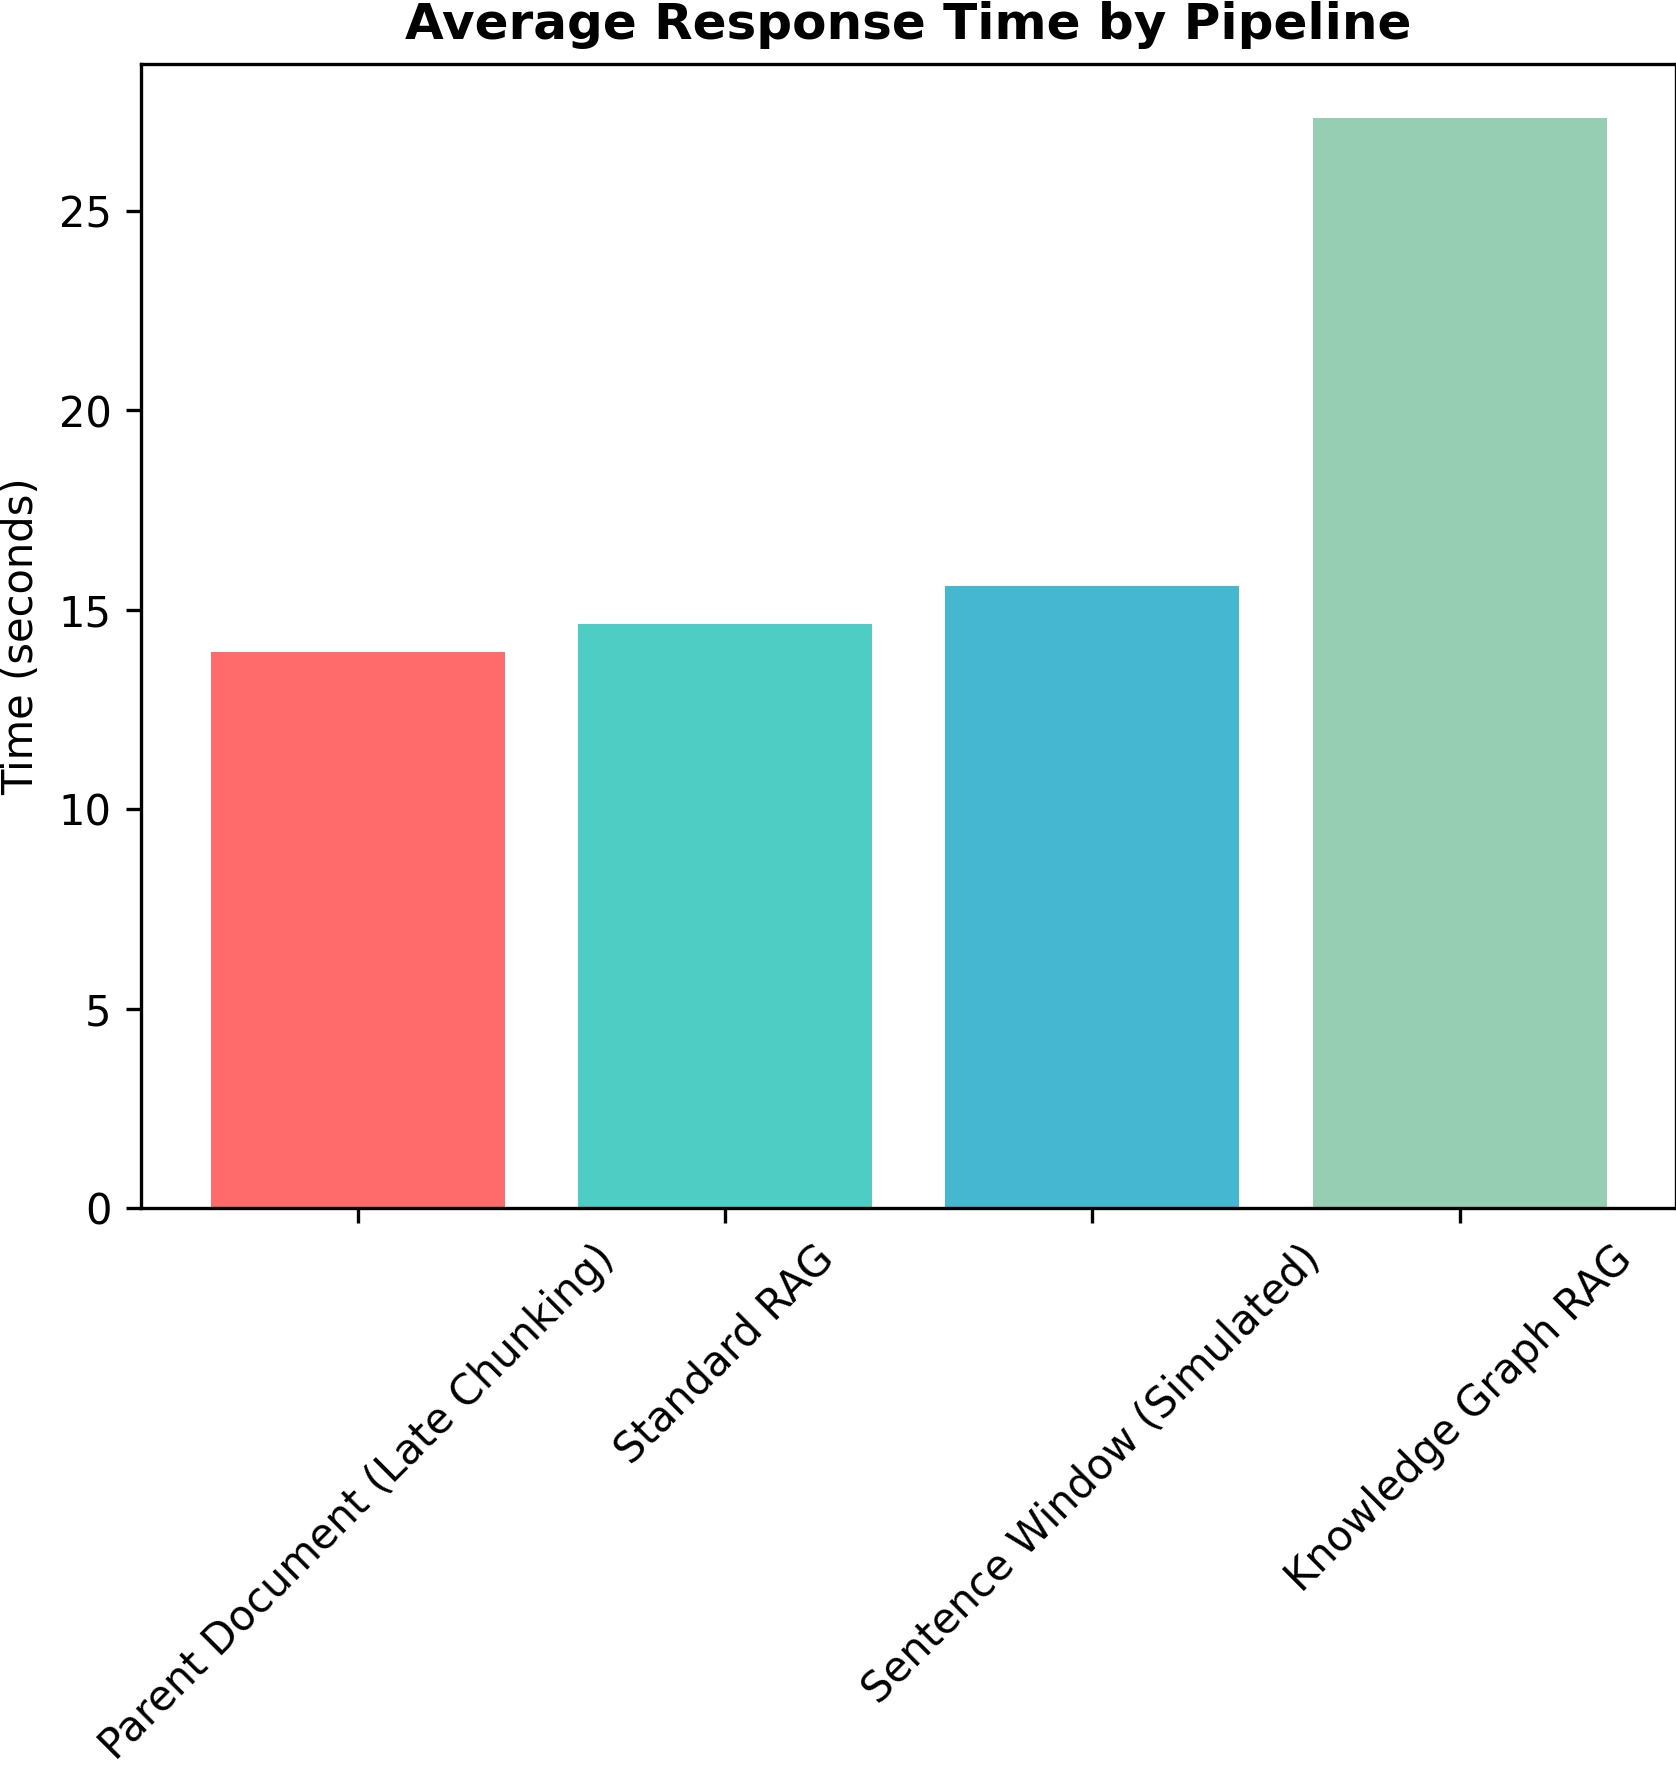 Average Response Time by Pipeline
Time (seconds)
25
20
15
10
5
0
Parent Document (Late Chunking)
Standard RAG
Sentence Window (Simulated)
Knowledge Graph RAG